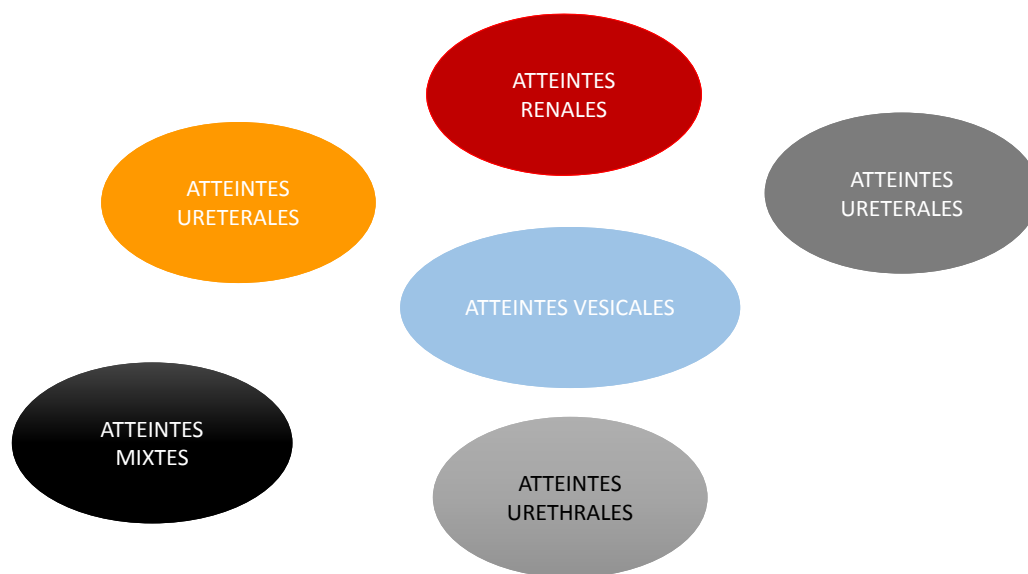 ATTEINTES
RENALES
ATTEINTES
URETERALES
ATTEINTES
URETERALES
ATTEINTES VESICALES
ATTEINTES
MIXTES
ATTEINTES
URETHRALES